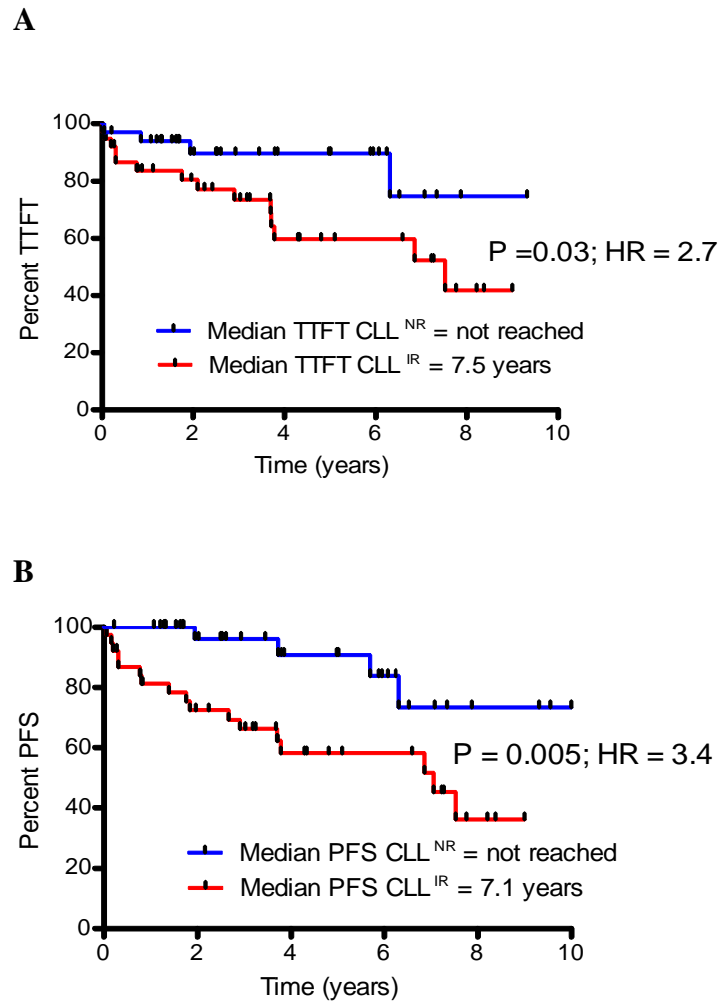 A
100
80
60
40
20
0
Percent TTFT
P =0.03; HR = 2.7
Median TTFT CLL NR = not reached
Median TTFT CLL IR = 7.5 years
0 2 4 6 8 10
Time (years)
B
100
80
60
40
20
0
Percent PFS
P = 0.005; HR = 3.4
Median PFS CLL NR = not reached
Median PFS CLL IR = 7.1 years
0 2 4 6 8 10
Time (years)